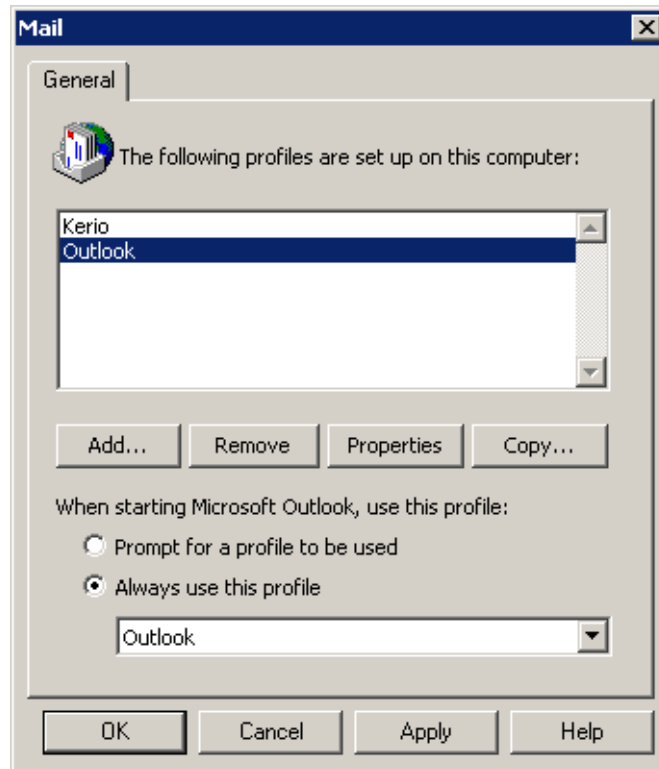 Mail
General
The following profiles are set up on this computer:
Kerio
Outlook
Add... Remove Properties Copy...
When starting Microsoft Outlook, use this profile:
Prompt for a profile to be used
Always use this profile
Outlook
OK Cancel Apply Help